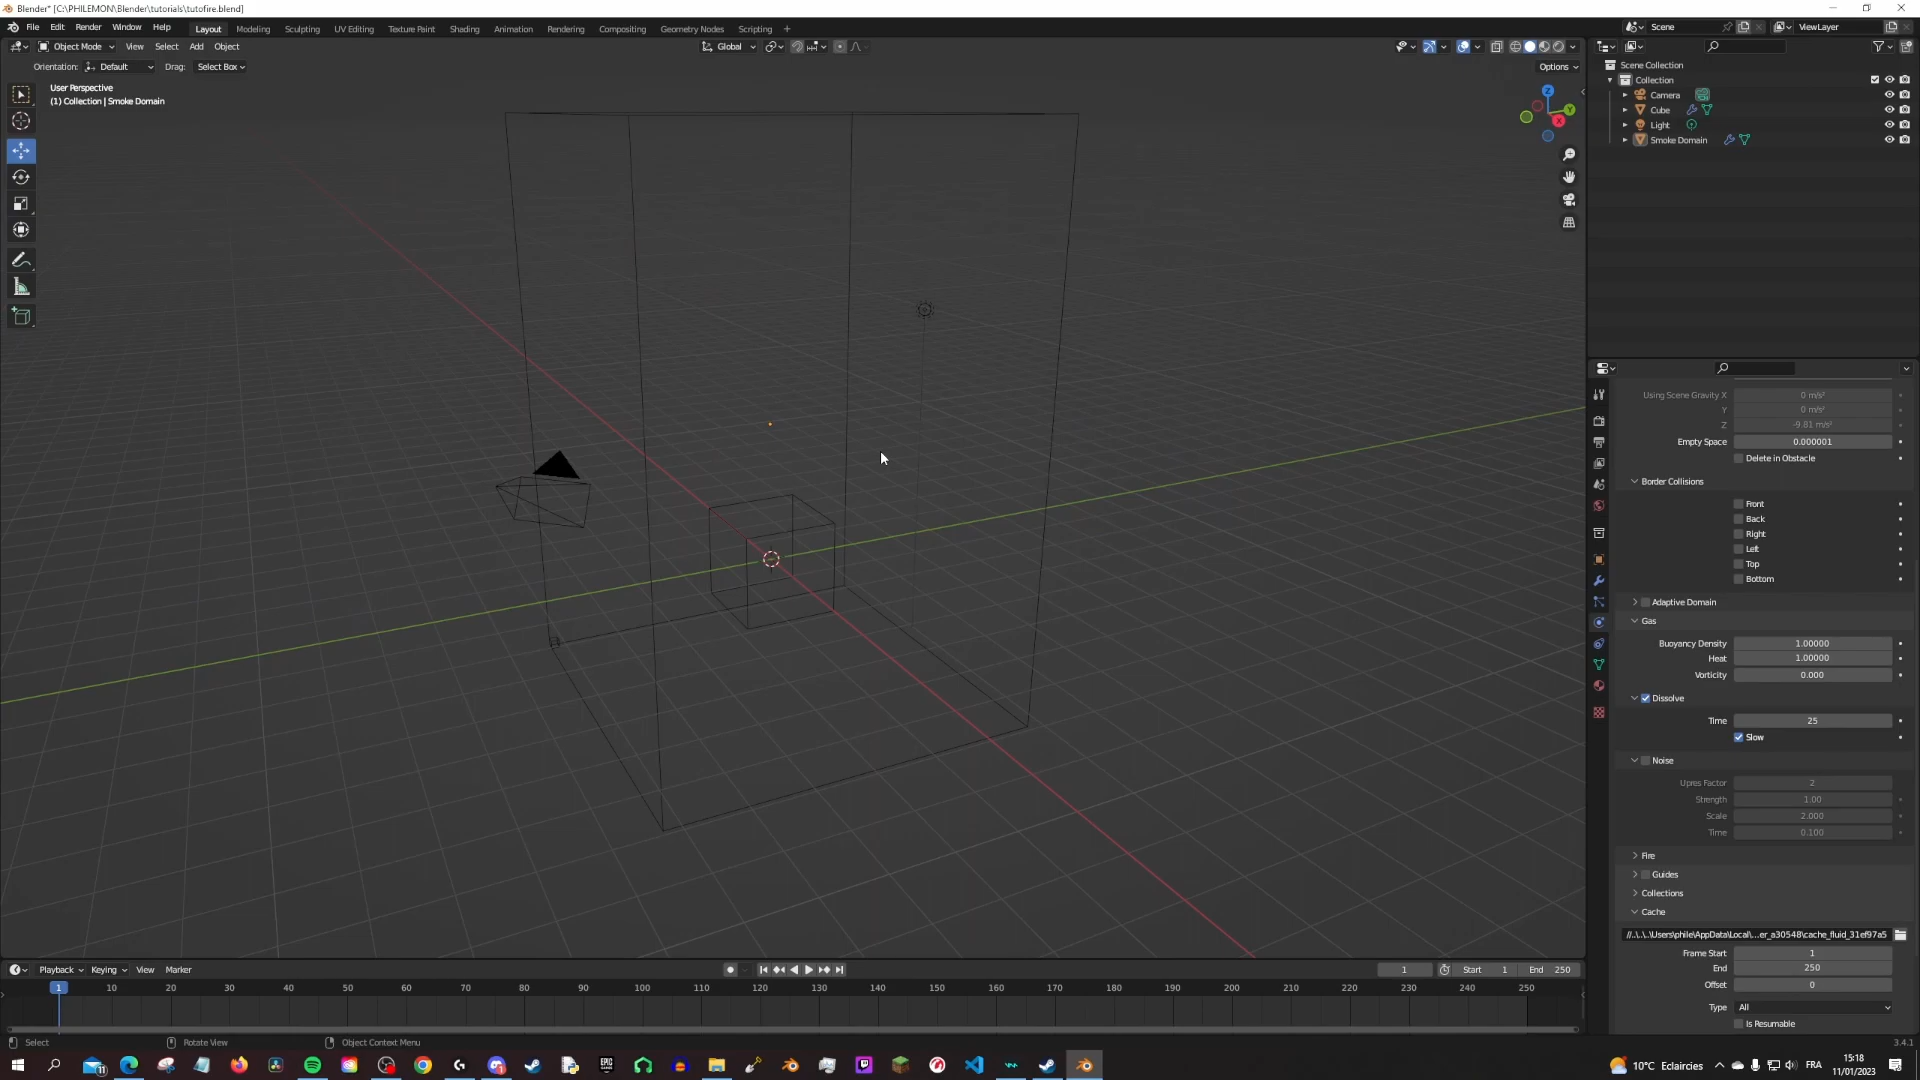 Blender* [C:\PHILEMON\Blender\tutorials\tutofire.blend]
File Edit Render Window Help Layout Modeling Sculpting UV Editing Texture Paint Shading Animation Rendering Compositing Geometry Nodes Scripting + Scene ViewLayer
Object Mode View Select Add Object Global
Orientation: Default Drag: Select Box Options
User Perspective
(1) Collection | Smoke Domain
Z
Y
X
Scene Collection
Collection
Camera
Cube
Light
Smoke Domain
Using Scene Gravity X 0 m/s²
Y 0 m/s²
Z -9.81 m/s²
Empty Space 0.000001
Delete in Obstacle
Border Collisions
Front
Back
Right
Left
Top
Bottom
Adaptive Domain
Gas
Buoyancy Density 1.00000
Heat 1.00000
Vorticity 0.000
Dissolve
Time 25
Slow
Noise
Upres Factor 2
Strength 1.00
Scale 2.000
Time 0.100
Fire
Guides
Collections
Cache
//..\..\..\Users\phile\AppData\Local\...er_a30548\cache_fluid_31ef97a5
Frame Start 1
End 250
Offset 0
Type All
Is Resumable
Playback Keying View Marker 1 Start 1 End 250
1 10 20 30 40 50 60 70 80 90 100 110 120 130 140 150 160 170 180 190 200 210 220 230 240 250
Select Rotate View Object Context Menu 3.4.1
11 10°C Eclaircies FRA 15:18
11/01/2023